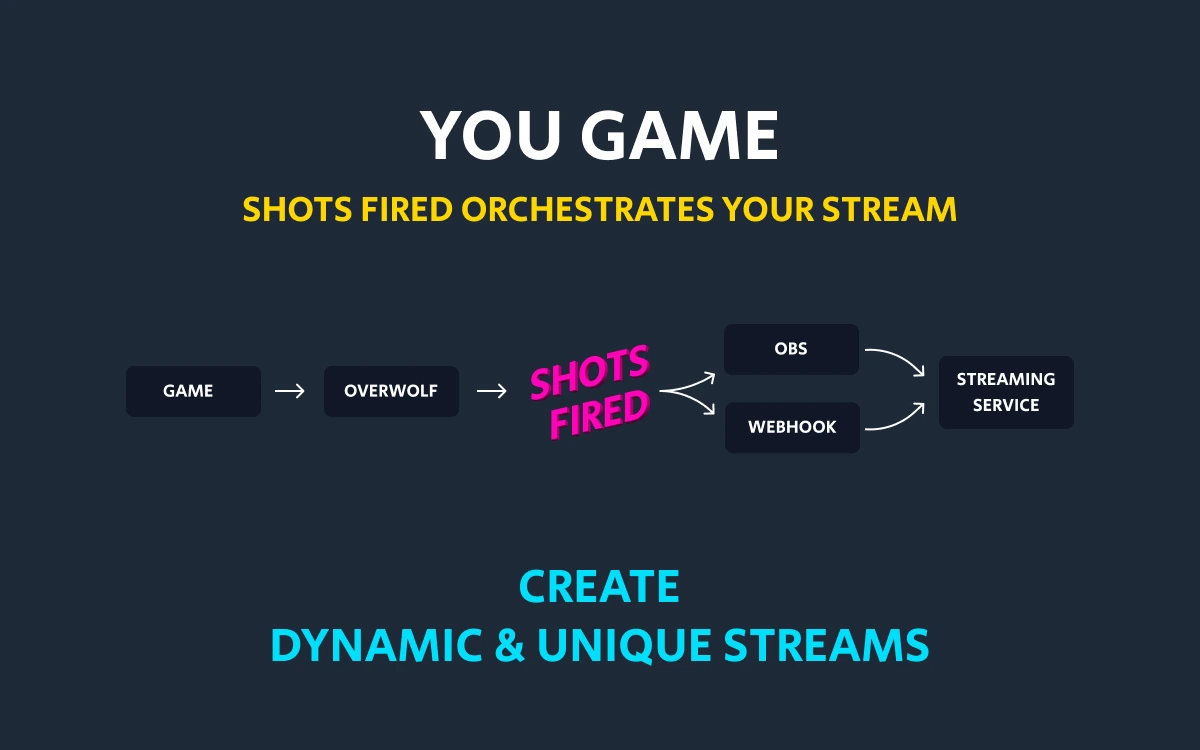 YOU GAME
SHOTS FIRED ORCHESTRATES YOUR STREAM
GAME
OVERWOLF
SHOTS
FIRED
OBS
WEBHOOK
STREAMING
SERVICE
CREATE
DYNAMIC & UNIQUE STREAMS